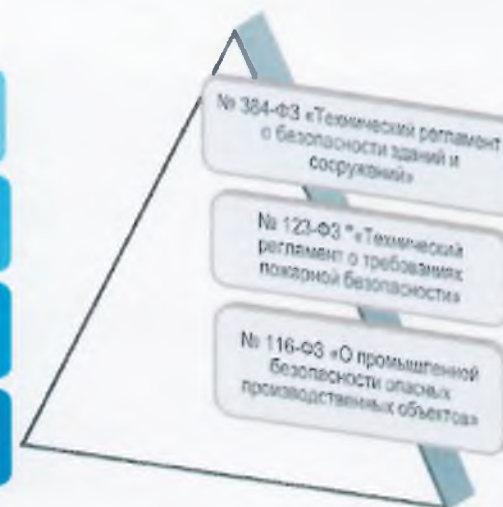 № 384-ФЗ «Технический регламент
о безопасности зданий и
сооружений»
№ 123-ФЗ "«Технический
регламент о требованиях
пожарной безопасности»
№ 116-ФЗ «О промышленной
безопасности опасных
производственных объектов»